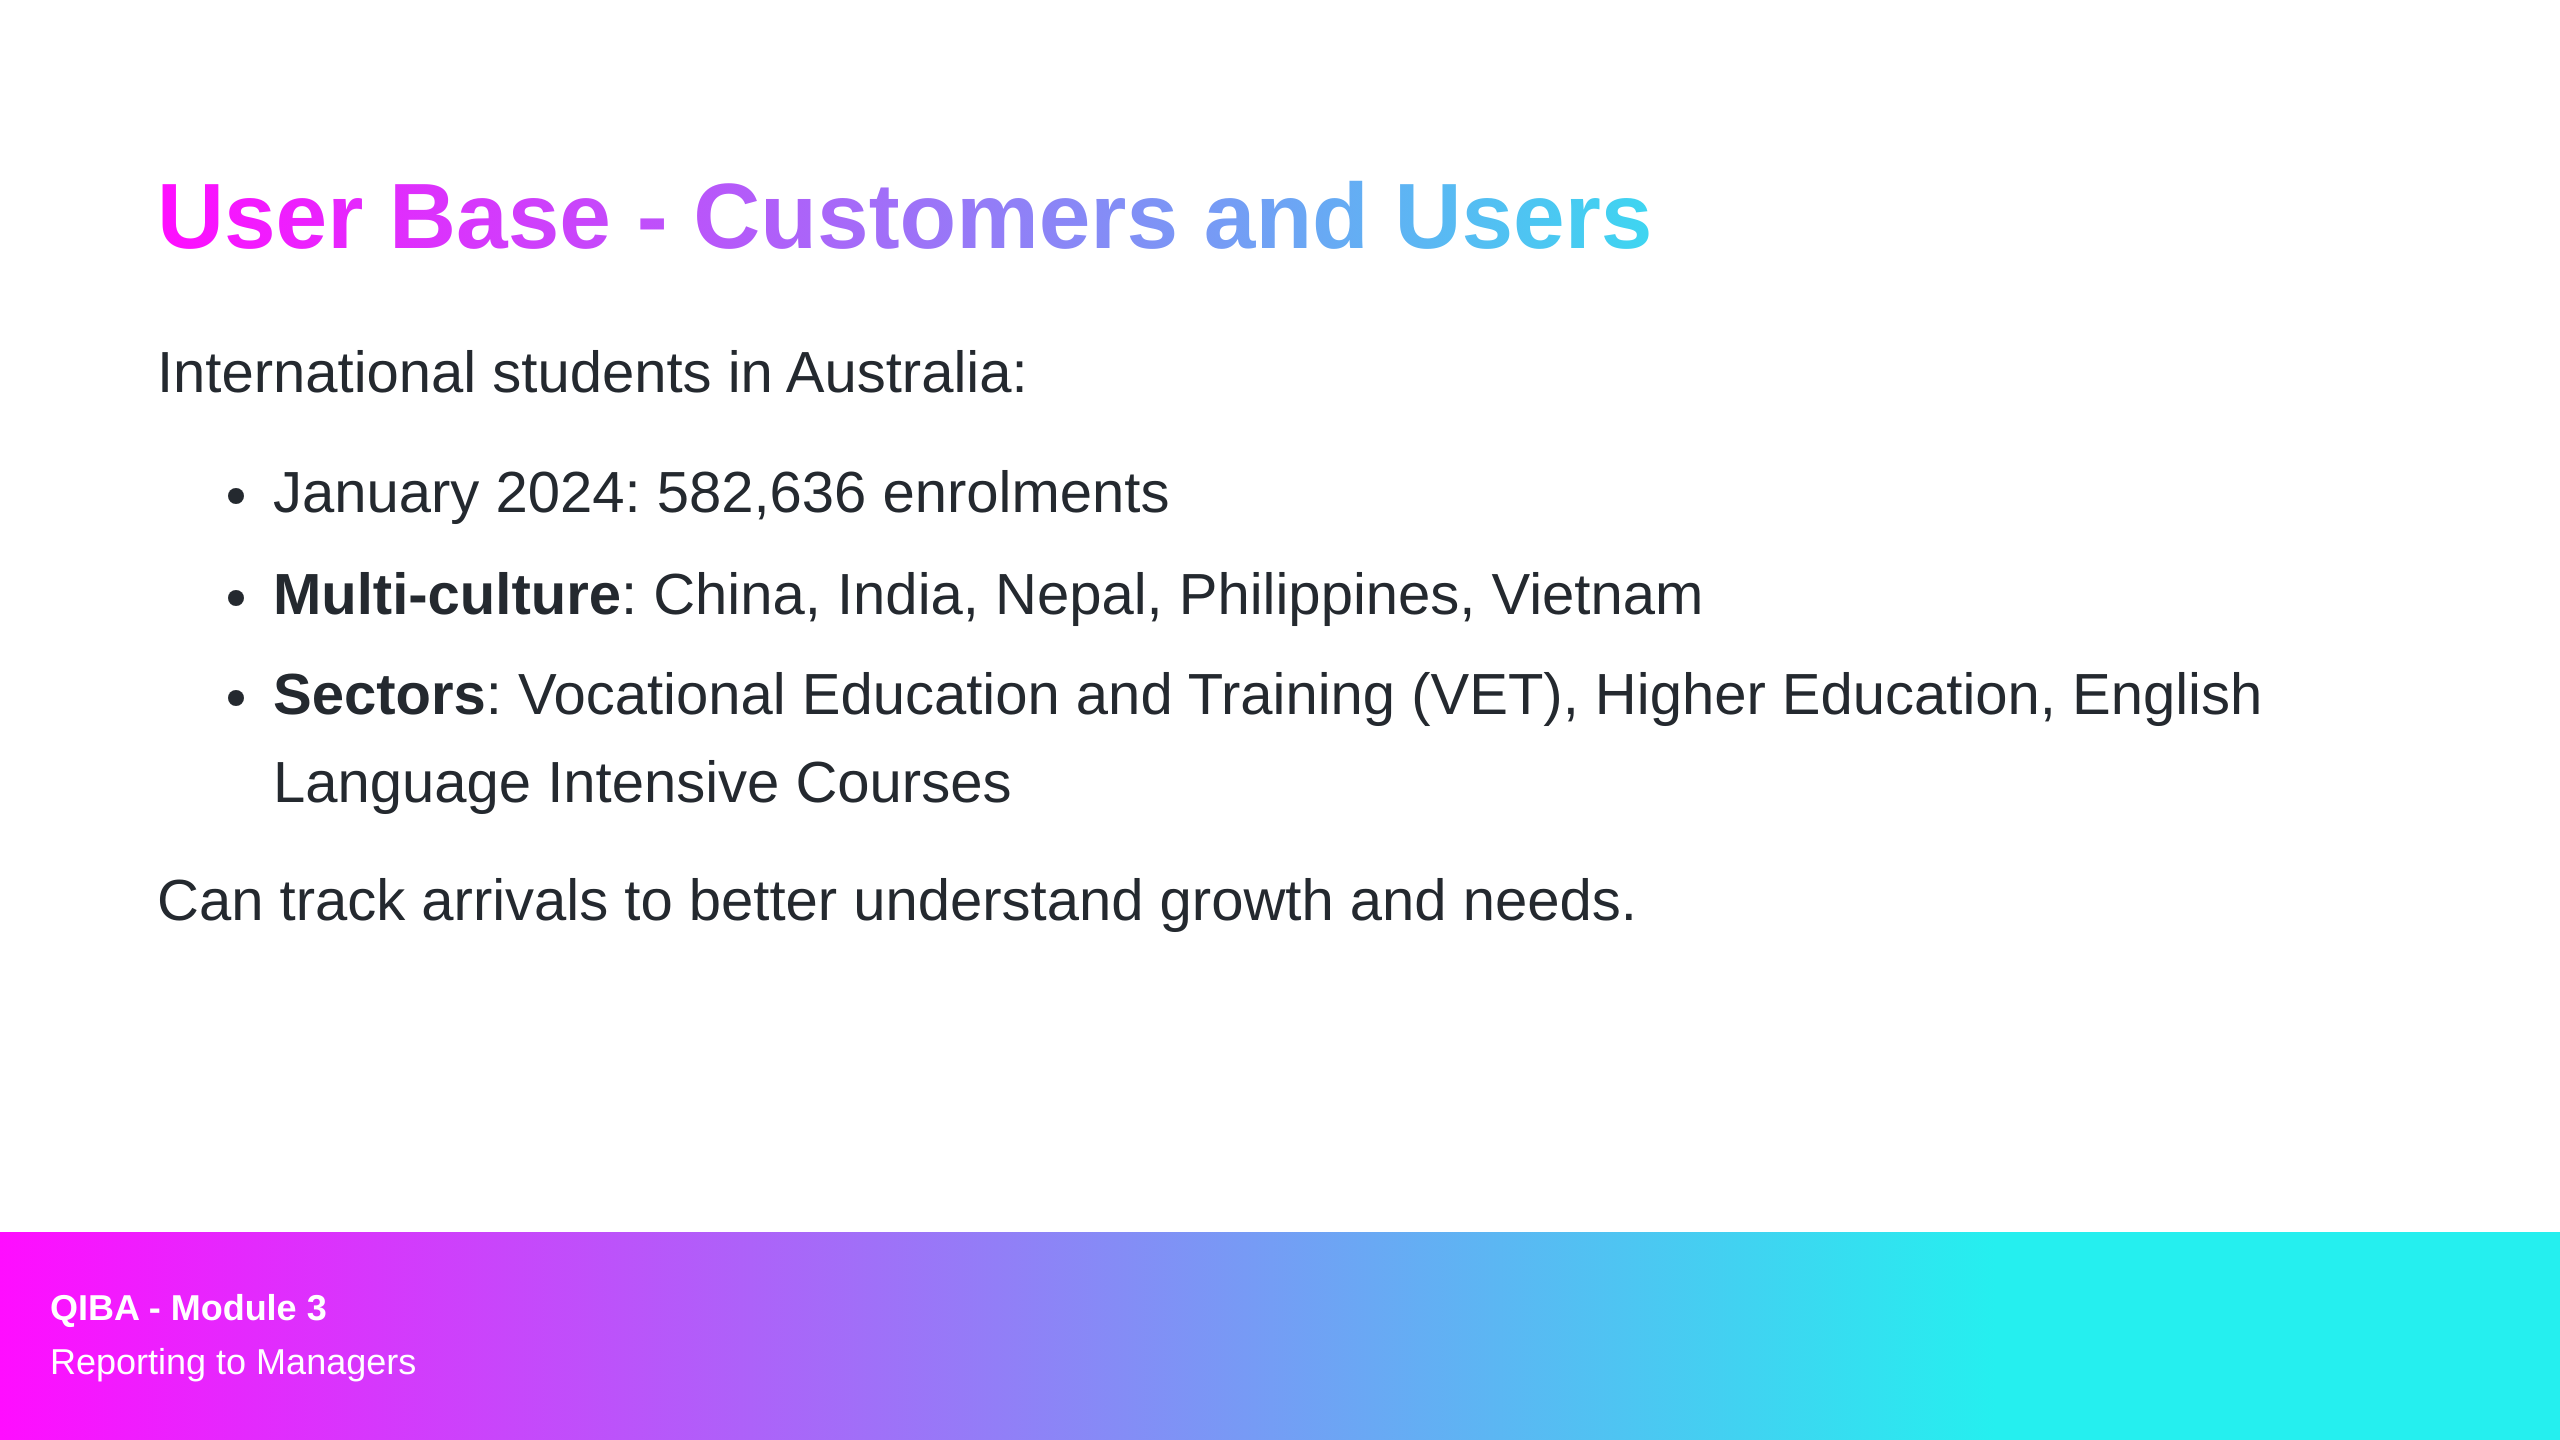 User Base - Customers and Users
International students in Australia:
• January 2024: 582,636 enrolments
• Multi-culture: China, India, Nepal, Philippines, Vietnam
• Sectors: Vocational Education and Training (VET), Higher Education, English
Language Intensive Courses
Can track arrivals to better understand growth and needs.
QIBA - Module 3
Reporting to Managers